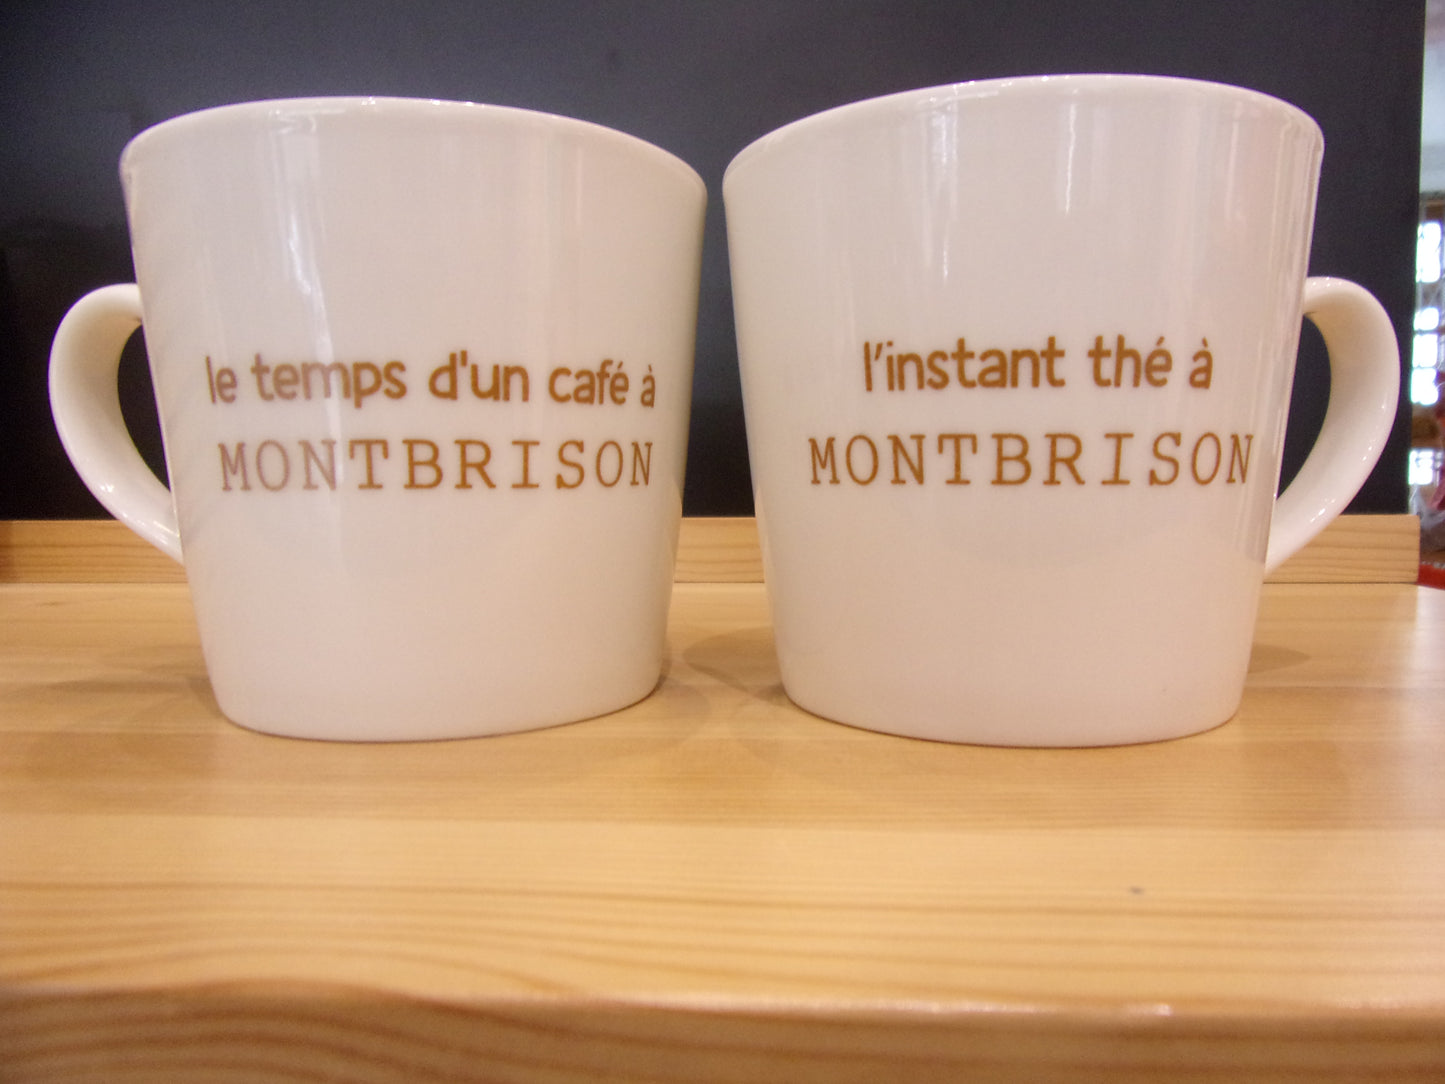 le temps d'un café à
MONTBRISON
l'instant thé à
MONTBRISON